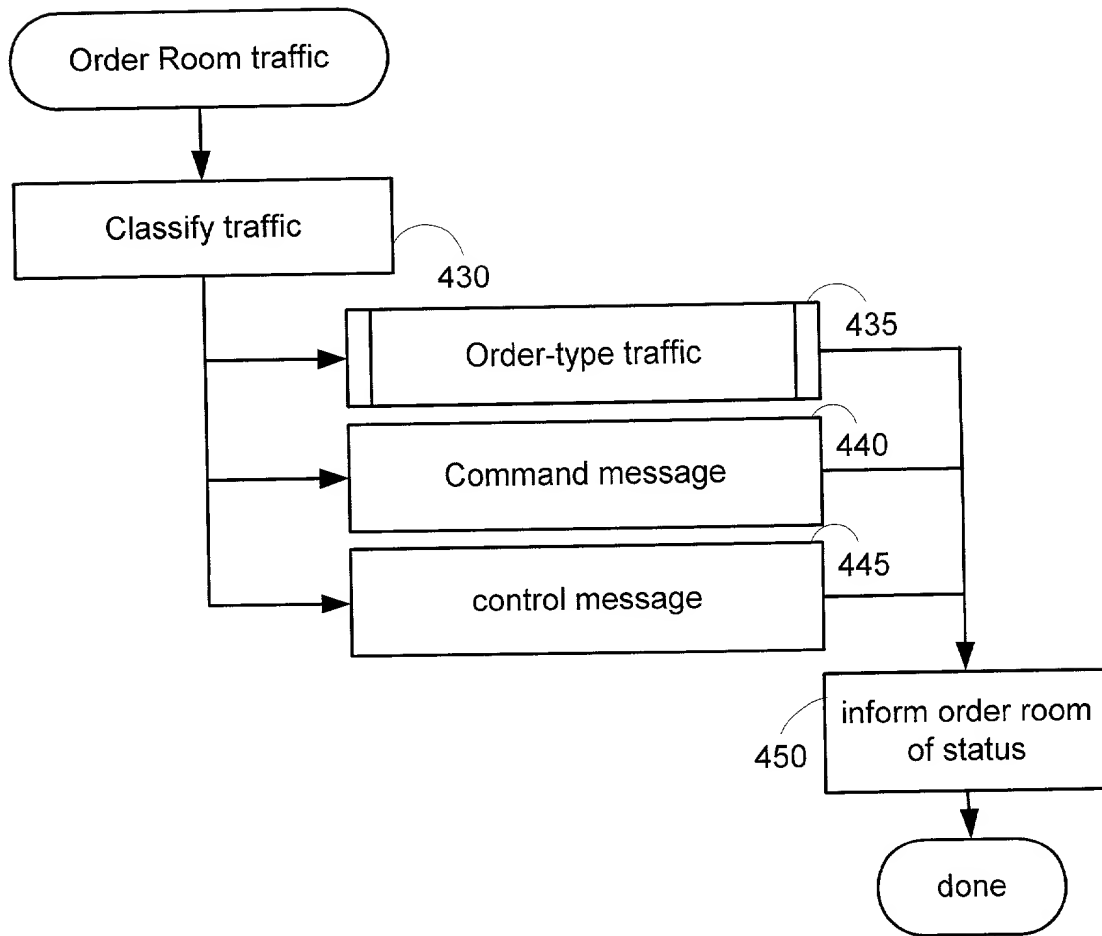 Order Room traffic
Classify traffic
430
Order-type traffic
435
Command message
440
control message
445
inform order room
of status
450
done